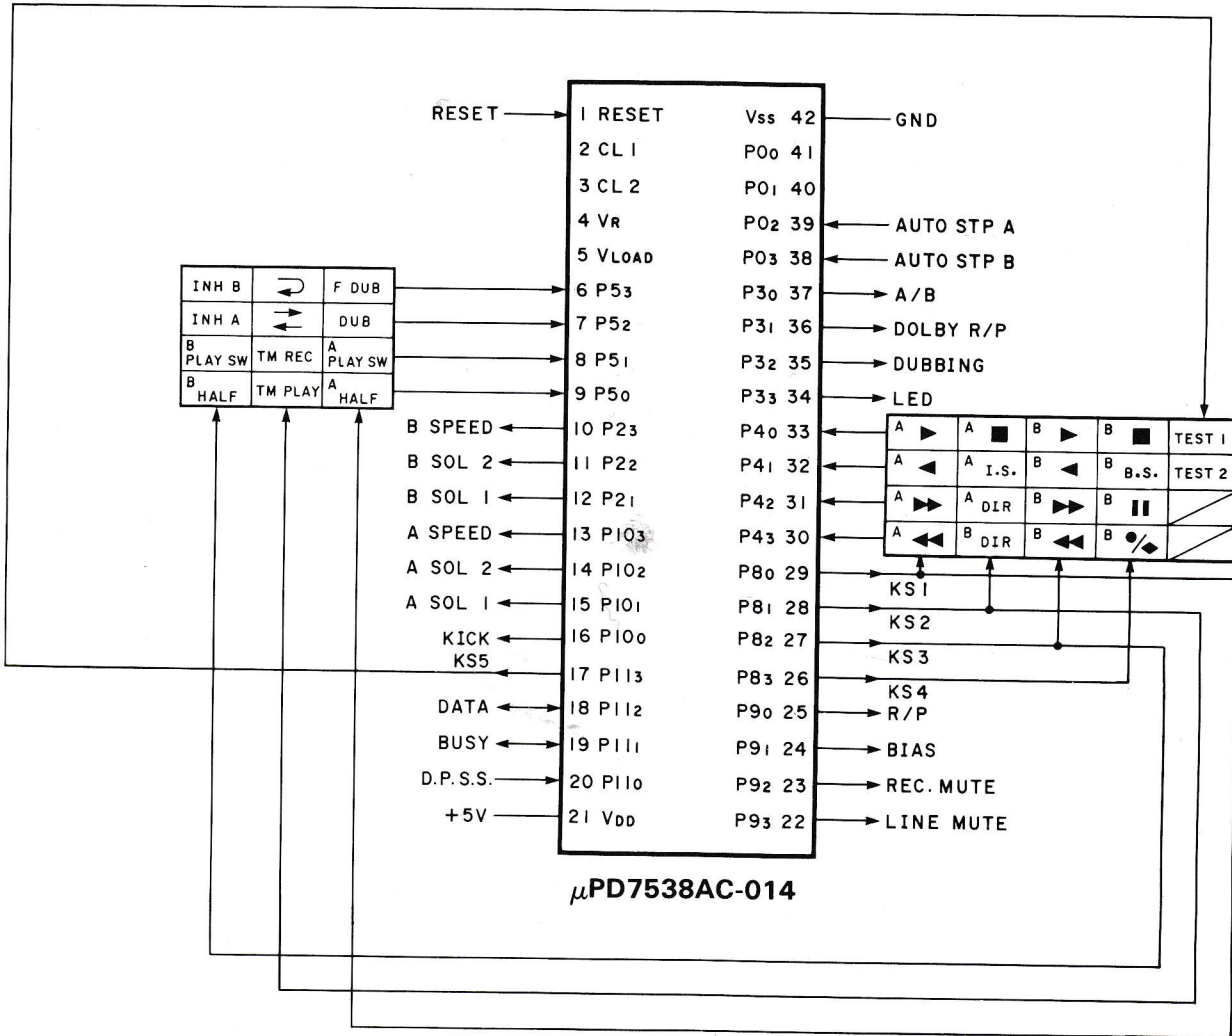 RESET
1 RESET
2 CL 1
3 CL 2
4 VR
5 VLOAD
6 P53
7 P52
8 P51
9 P50
10 P23
11 P22
12 P21
13 P103
14 P102
15 P101
16 P100
17 P113
18 P112
19 P111
20 P110
21 VDD
Vss 42
P00 41
P01 40
P02 39
P03 38
P30 37
P31 36
P32 35
P33 34
P40 33
P41 32
P42 31
P43 30
P80 29
P81 28
P82 27
P83 26
P90 25
P91 24
P92 23
P93 22
INH B F DUB
INH A DUB
B PLAY SW TM REC A PLAY SW
B HALF TM PLAY A HALF
B SPEED
B SOL 2
B SOL 1
A SPEED
A SOL 2
A SOL 1
KICK
KS5
DATA
BUSY
D.P.S.S.
+5V
GND
AUTO STP A
AUTO STP B
A/B
DOLBY R/P
DUBBING
LED
A ▶ A ■ B ▶ B ■ TEST 1
A ◀ A I.S. B ◀ B B.S. TEST 2
A ▶▶ A DIR B ▶▶ B ❚❚
A ◀◀ B DIR B ◀◀ B ●/◆
KS1
KS2
KS3
KS4
R/P
BIAS
REC. MUTE
LINE MUTE
μPD7538AC-014